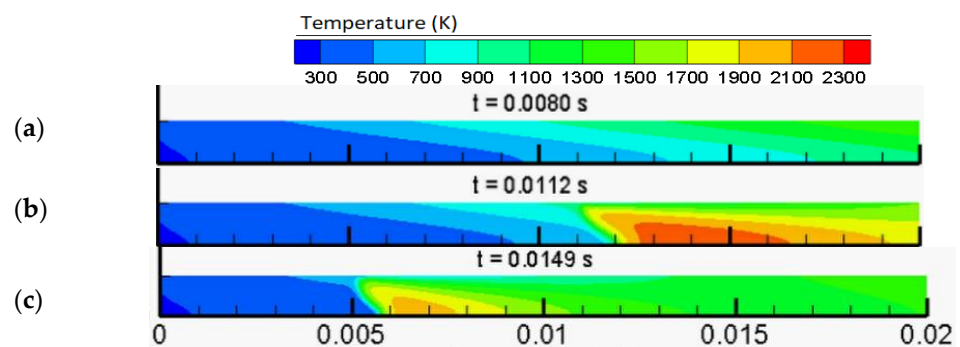 Temperature (K)
300 500 700 900 1100 1300 1500 1700 1900 2100 2300
t = 0.0080 s
(a)
t = 0.0112 s
(b)
t = 0.0149 s
(c)
0 0.005 0.01 0.015 0.02